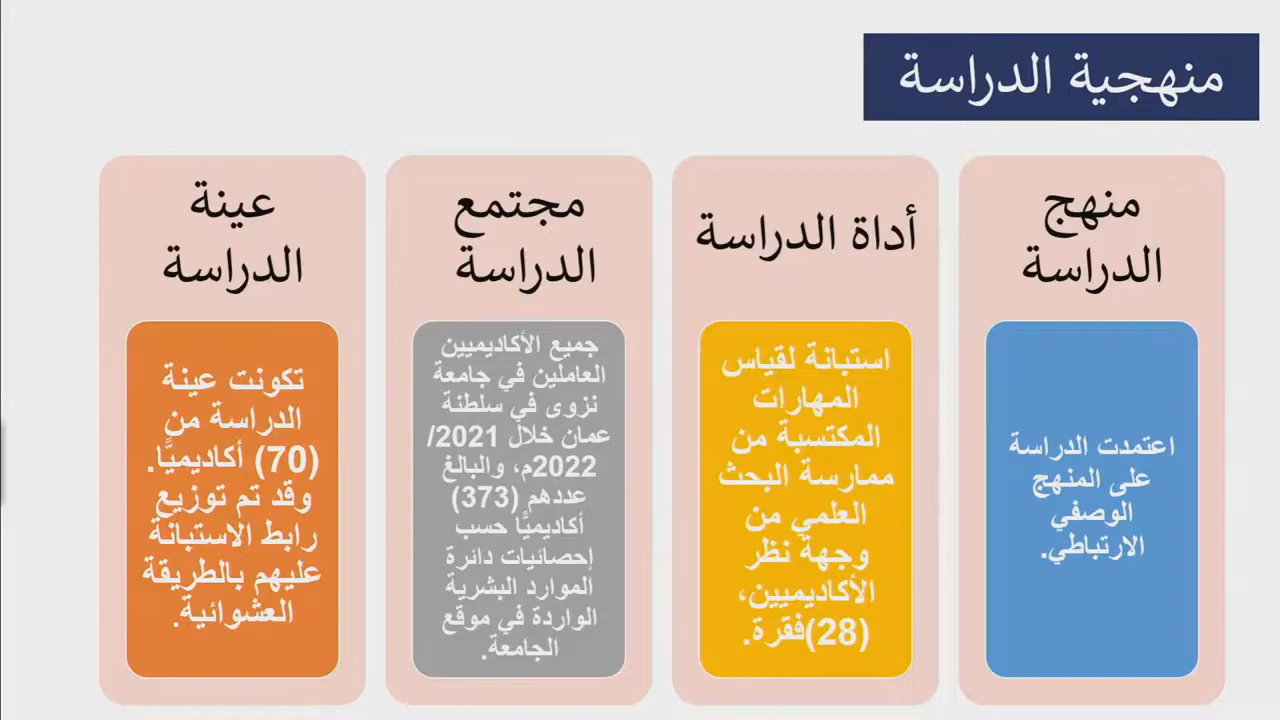 منهجية الدراسة
منهج
الدراسة
اعتمدت الدراسة
على المنهج
الوصفي
الارتباطي.
أداة الدراسة
استبانة لقياس
المهارات
المكتسبة من
ممارسة البحث
العلمي من
وجهة نظر
الأكاديميين،
(28)فقرة.
مجتمع
الدراسة
جميع الأكاديميين
العاملين في جامعة
نزوى في سلطنة
عمان خلال 2021/
2022م، والبالغ
عددهم (373)
أكاديميًّا حسب
إحصائيات دائرة
الموارد البشرية
الواردة في موقع
الجامعة.
عينة
الدراسة
تكونت عينة
الدراسة من
(70) أكاديميًّا.
وقد تم توزيع
رابط الاستبانة
عليهم بالطريقة
العشوائية.